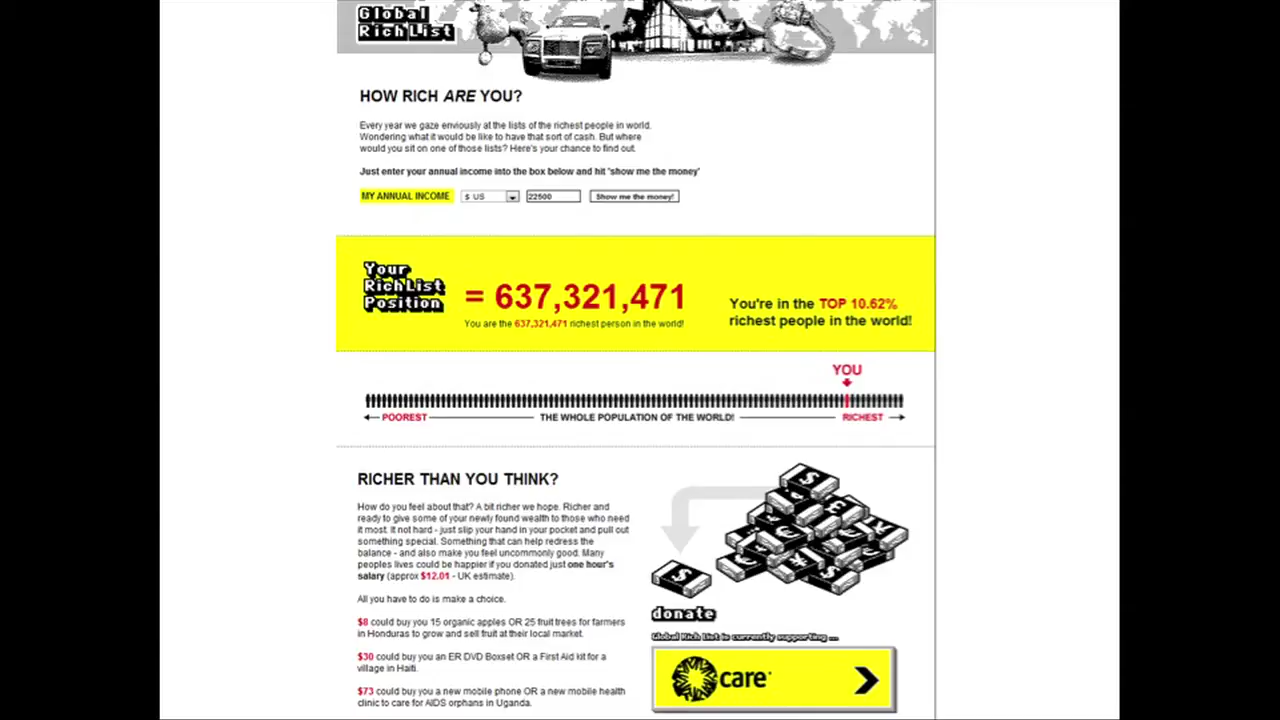 Global
Rich List
HOW RICH ARE YOU?
Every year we gaze enviously at the lists of the richest people in world.
Wondering what it would be like to have that sort of cash. But where
would you sit on one of those lists? Here's your chance to find out.
Just enter your annual income into the box below and hit 'show me the money'
MY ANNUAL INCOME $ US 22500 Show me the money!
Your
RichList
Position
= 637,321,471
You are the 637,321,471 richest person in the world!
You're in the TOP 10.62%
richest people in the world!
YOU
POOREST THE WHOLE POPULATION OF THE WORLD! RICHEST
RICHER THAN YOU THINK?
How do you feel about that? A bit richer we hope. Richer and
ready to give some of your newly found wealth to those who need
it most. It not hard - just slip your hand in your pocket and pull out
something special. Something that can help redress the
balance - and also make you feel uncommonly good. Many
peoples lives could be happier if you donated just one hour's
salary (approx $12.01 - UK estimate).
All you have to do is make a choice.
$8 could buy you 15 organic apples OR 25 fruit trees for farmers
in Honduras to grow and sell fruit at their local market.
$30 could buy you an ER DVD Boxset OR a First Aid kit for a
village in Haiti.
$73 could buy you a new mobile phone OR a new mobile health
clinic to care for AIDS orphans in Uganda.
donate
Global Rich List is currently supporting ...
care